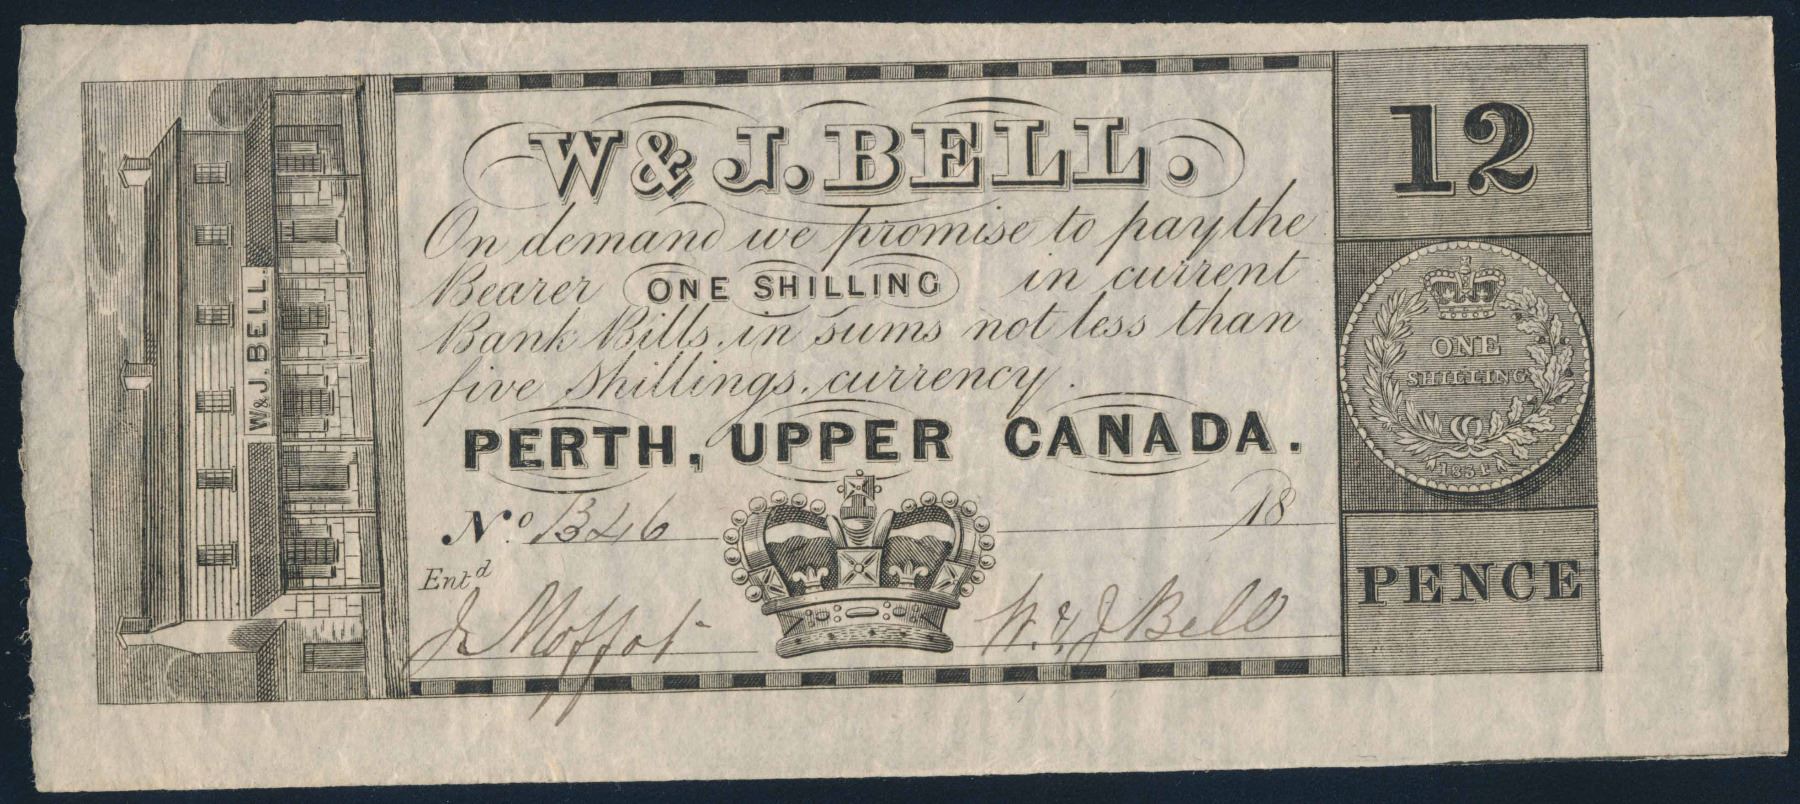 W & J. BELL.
On demand we promise to pay the
Bearer ONE SHILLING in current
Bank Bills, in sums not less than
five shillings, currency.
PERTH, UPPER CANADA.
No. 1346 18
Entd
J Moffat W. & J Bell
W & J. BELL.
12
ONE
SHILLING
PENCE